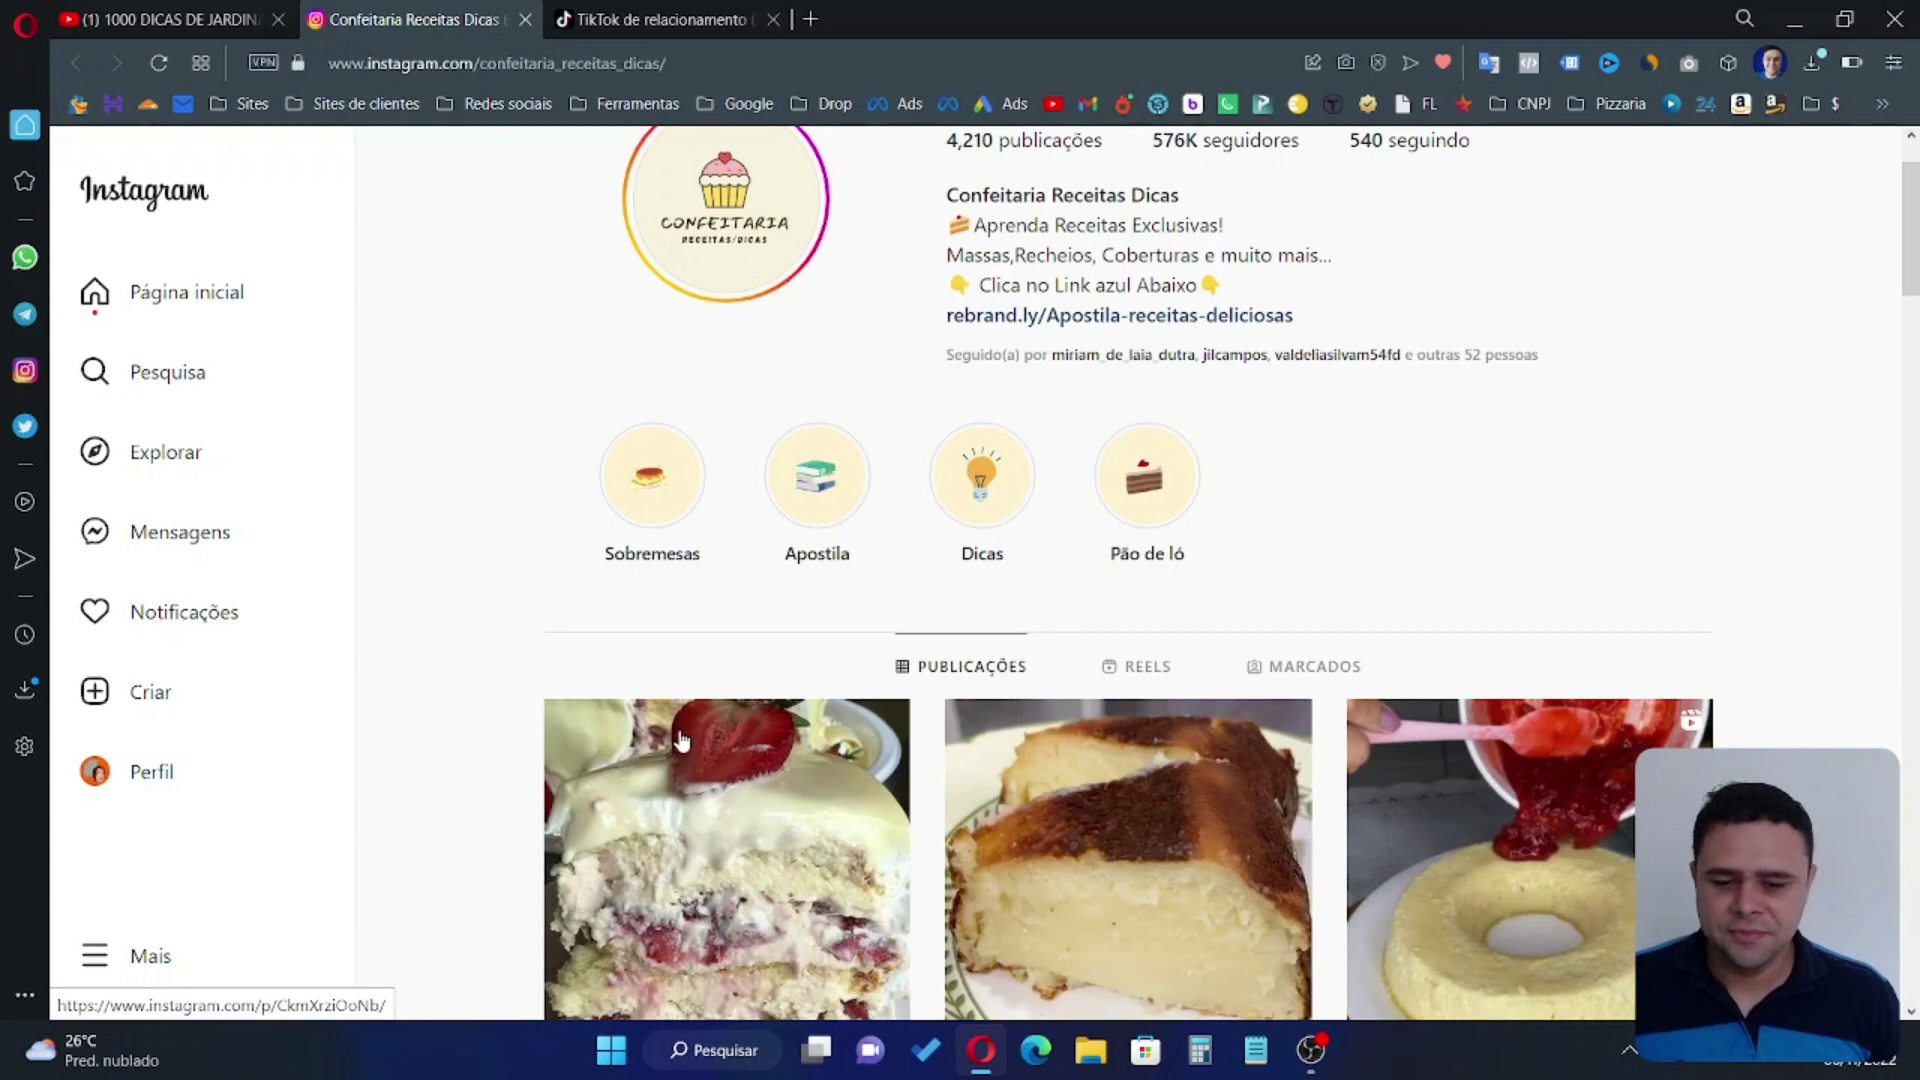 (1) 1000 DICAS DE JARDIN
Confeitaria Receitas Dicas (
TikTok de relacionamento (
VPN
www.instagram.com/confeitaria_receitas_dicas/
Sites
Sites de clientes
Redes sociais
Ferramentas
Google
Drop
Ads
Ads
FL
CNPJ
Pizzaria
24
$
Instagram
Página inicial
Pesquisa
Explorar
Mensagens
Notificações
Criar
Perfil
Mais
CONFEITARIA
RECEITAS/DICAS
4,210 publicações 576K seguidores 540 seguindo
Confeitaria Receitas Dicas
Aprenda Receitas Exclusivas!
Massas,Recheios, Coberturas e muito mais...
Clica no Link azul Abaixo
rebrand.ly/Apostila-receitas-deliciosas
Seguido(a) por miriam_de_laia_dutra, jilcampos, valdeliasilvam54fd e outras 52 pessoas
Sobremesas
Apostila
Dicas
Pão de ló
PUBLICAÇÕES
REELS
MARCADOS
https://www.instagram.com/p/CkmXrziOoNb/
26°C
Pred. nublado
Pesquisar